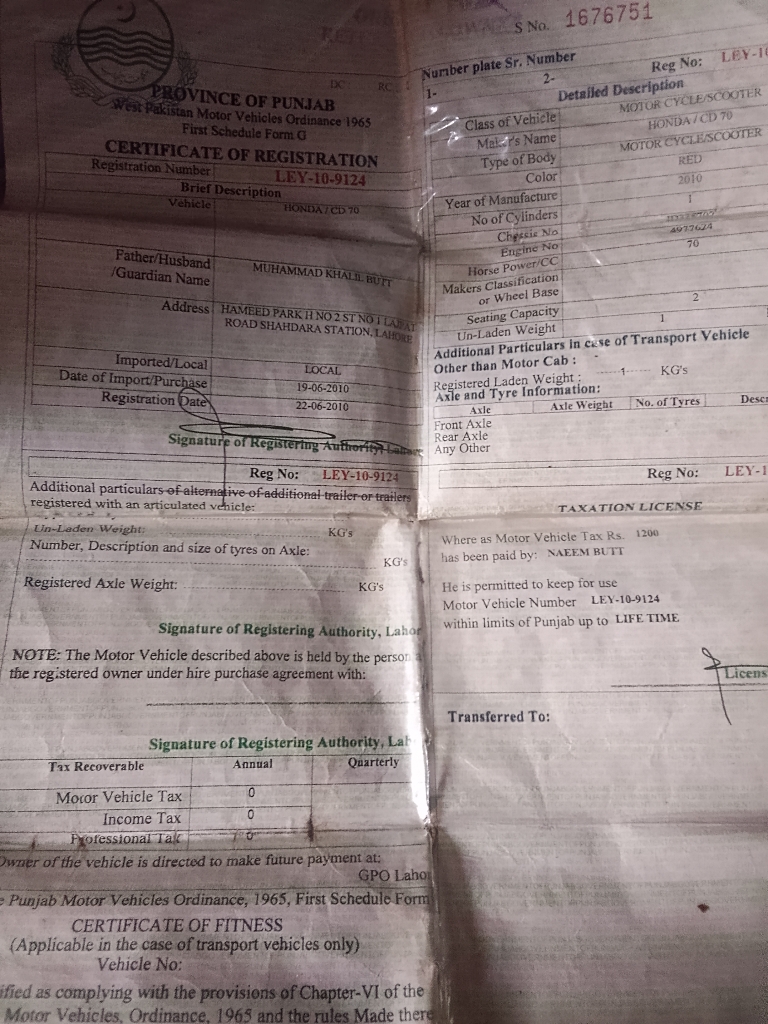 PROVINCE OF PUNJAB
West Pakistan Motor Vehicles Ordinance 1965
First Schedule Form G
CERTIFICATE OF REGISTRATION
Registration Number LEY-10-9124
Brief Description
Vehicle HONDA / CD 70
Father/Husband
/Guardian Name MUHAMMAD KHALIL BUTT
Address HAMEED PARK H NO 2 ST NO 1
ROAD SHAHDARA STATION, LAHORE
Imported/Local LOCAL
Date of Import/Purchase 19-06-2010
Registration Date 22-06-2010
Signature of Registering Authority, Lahore
Reg No: LEY-10-9124
Additional particulars of alternative of additional trailer or trailers
registered with an articulated vehicle:
Un-Laden Weight: KG's
Number, Description and size of tyres on Axle:
KG's
Registered Axle Weight: KG's
Signature of Registering Authority, Lahor
NOTE: The Motor Vehicle described above is held by the person a
the registered owner under hire purchase agreement with:
Signature of Registering Authority, Lah
Tax Recoverable Annual Quarterly
Motor Vehicle Tax 0
Income Tax 0
Professional Tax 0
Owner of the vehicle is directed to make future payment at:
GPO Laho
e Punjab Motor Vehicles Ordinance, 1965, First Schedule Form
CERTIFICATE OF FITNESS
(Applicable in the case of transport vehicles only)
Vehicle No:
ified as complying with the provisions of Chapter-VI of the
Motor Vehicles, Ordinance, 1965 and the rules Made there
S No. 1676751
Number plate Sr. Number Reg No: LEY-10
1- 2-
Detailed Description
Class of Vehicle MOTOR CYCLE/SCOOTER
Maker's Name HONDA / CD 70
Type of Body MOTOR CYCLE/SCOOTER
Color RED
Year of Manufacture 2010
No of Cylinders 1
Chassis No
Engine No 4977624
Horse Power/CC 70
Makers Classification
or Wheel Base
Seating Capacity 2
Un-Laden Weight 1
Additional Particulars in case of Transport Vehicle
Other than Motor Cab :
Registered Laden Weight : 1 KG's
Axle and Tyre Information:
Axle Axle Weight No. of Tyres Descr
Front Axle
Rear Axle
Any Other
Reg No: LEY-1
TAXATION LICENSE
Where as Motor Vehicle Tax Rs. 1200
has been paid by: NAEEM BUTT
He is permitted to keep for use
Motor Vehicle Number LEY-10-9124
within limits of Punjab up to LIFE TIME
Licens
Transferred To: